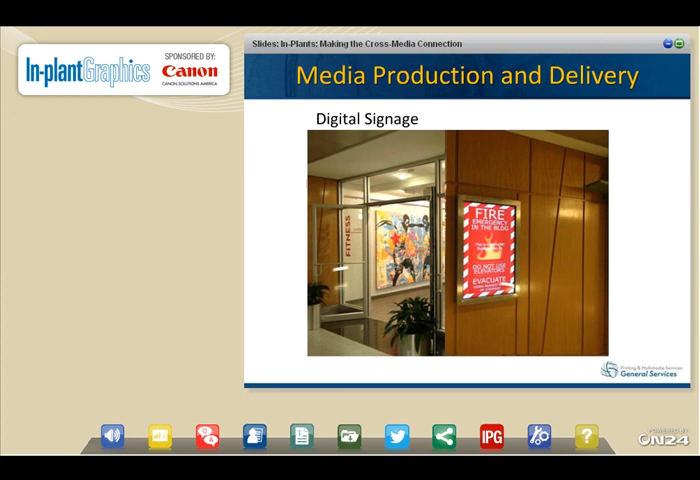 Slides: In-Plants: Making the Cross-Media Connection
In-plantGraphics
SPONSORED BY:
Canon
CANON SOLUTIONS AMERICA
Media Production and Delivery
Digital Signage
FITNESS
FIRE
EMERGENCY
IN THE BLDG
DO NOT USE
ELEVATORS
EVACUATE
Printing & Multimedia Services
General Services
Q
A
IPG
?
POWERED BY
ON24